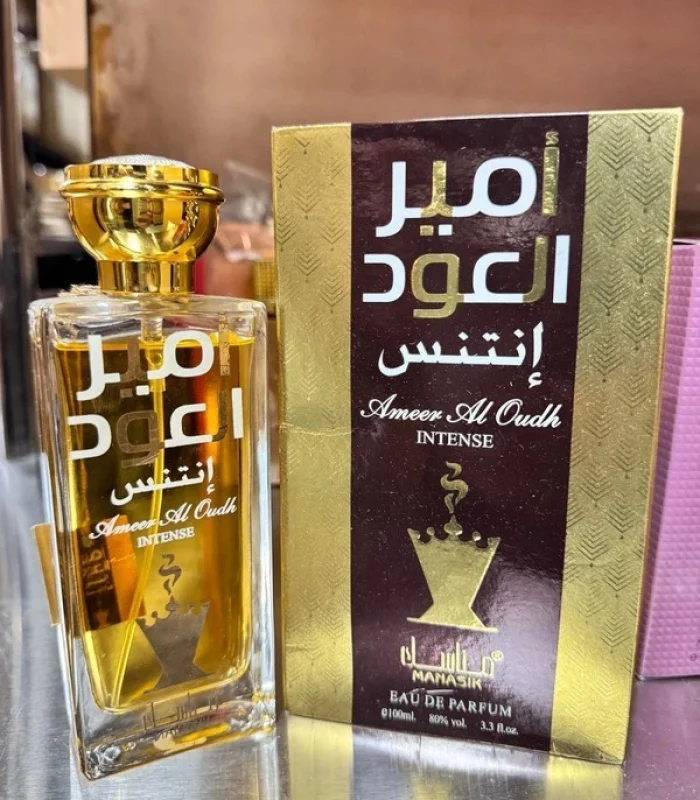 أمير
العود
إنتنس
Ameer Al Oudh
INTENSE
مناسك®
MANASIK
EAU DE PARFUM
℮100ml. 80% vol. 3.3 fl.oz.
أمير
العود
إنتنس
Ameer Al Oudh
INTENSE